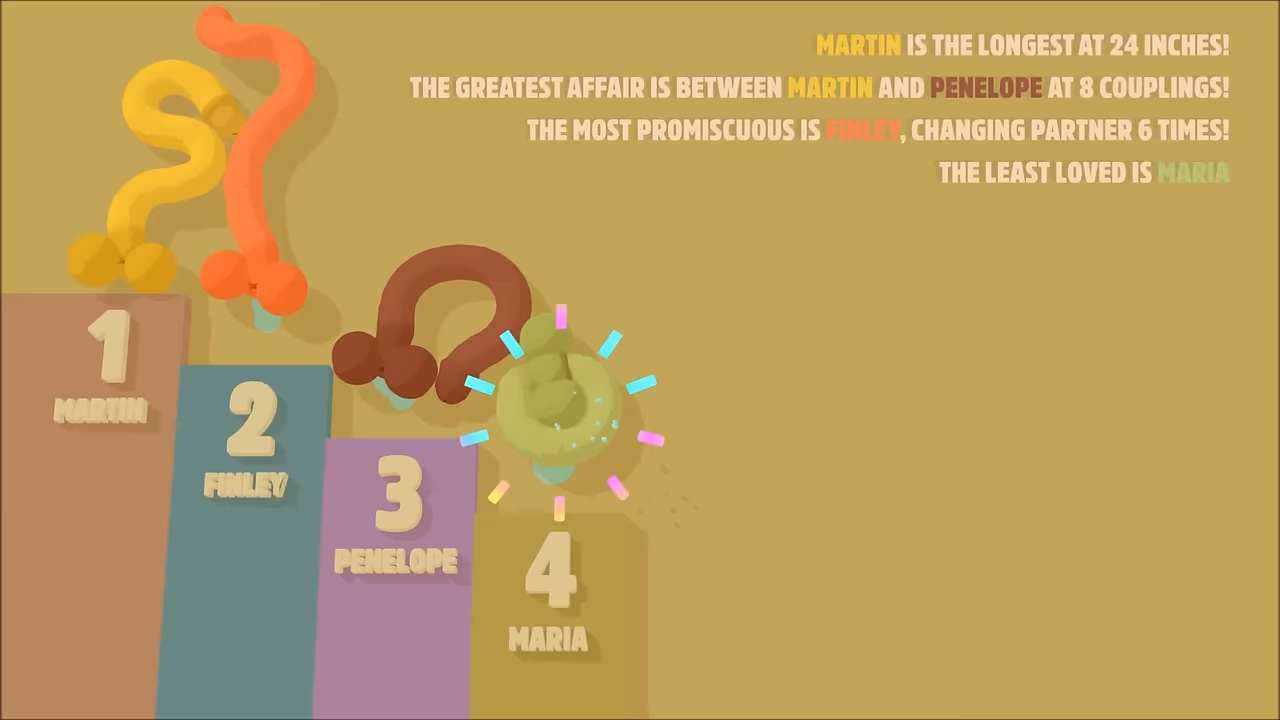 MARTIN IS THE LONGEST AT 24 INCHES!
THE GREATEST AFFAIR IS BETWEEN MARTIN AND PENELOPE AT 8 COUPLINGS!
THE MOST PROMISCUOUS IS FINLEY, CHANGING PARTNER 6 TIMES!
THE LEAST LOVED IS MARIA
1
MARTIN
2
FINLEY
3
PENELOPE
4
MARIA